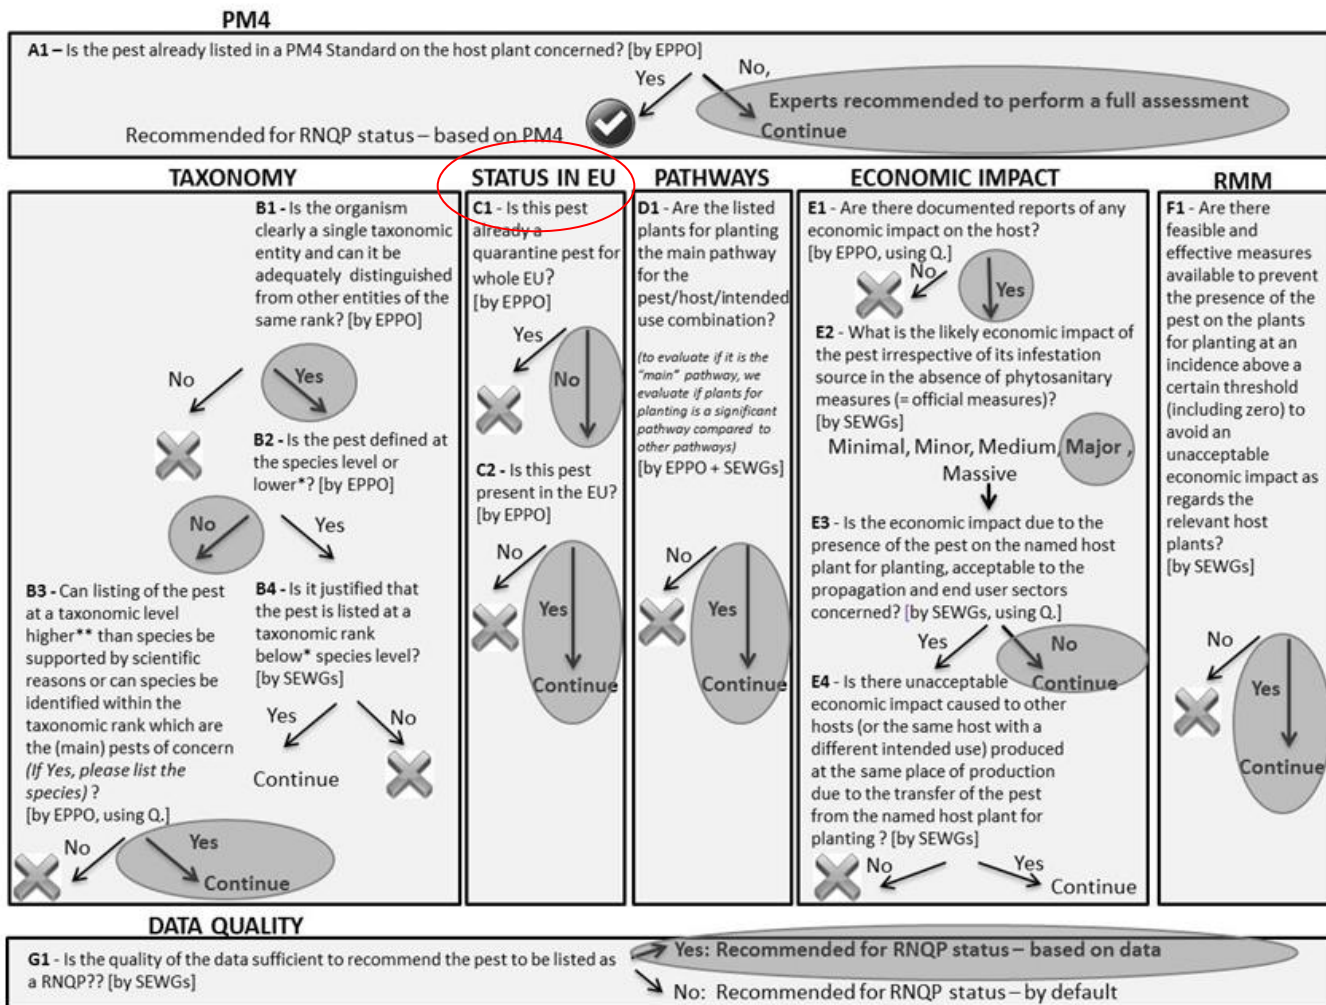 PM4
A1 – Is the pest already listed in a PM4 Standard on the host plant concerned? [by EPPO]
Yes
No,
Experts recommended to perform a full assessment
Continue
Recommended for RNQP status – based on PM4
TAXONOMY
B1 - Is the organism
clearly a single taxonomic
entity and can it be
adequately distinguished
from other entities of the
same rank? [by EPPO]
No
Yes
B2 - Is the pest defined at
the species level or
lower*? [by EPPO]
No
Yes
B3 - Can listing of the pest
at a taxonomic level
higher** than species be
supported by scientific
reasons or can species be
identified within the
taxonomic rank which are
the (main) pests of concern
(If Yes, please list the
species) ?
[by EPPO, using Q.]
No
Yes
Continue
B4 - Is it justified that
the pest is listed at a
taxonomic rank
below* species level?
[by SEWGs]
Yes
No
Continue
STATUS IN EU
C1 - Is this pest
already a
quarantine pest for
whole EU?
[by EPPO]
Yes
No
C2 - Is this pest
present in the EU?
[by EPPO]
No
Yes
Continue
PATHWAYS
D1 - Are the listed
plants for planting
the main pathway
for the
pest/host/intended
use combination?
(to evaluate if it is the
"main" pathway, we
evaluate if plants for
planting is a significant
pathway compared to
other pathways)
[by EPPO + SEWGs]
No
Yes
Continue
ECONOMIC IMPACT
E1 - Are there documented reports of any
economic impact on the host?
[by EPPO, using Q.]
No
Yes
E2 - What is the likely economic impact of
the pest irrespective of its infestation
source in the absence of phytosanitary
measures (= official measures)?
[by SEWGs]
Minimal, Minor, Medium, Major ,
Massive
E3 - Is the economic impact due to the
presence of the pest on the named host
plant for planting, acceptable to the
propagation and end user sectors
concerned? [by SEWGs, using Q.]
Yes
No
Continue
E4 - Is there unacceptable
economic impact caused to other
hosts (or the same host with a
different intended use) produced
at the same place of production
due to the transfer of the pest
from the named host plant for
planting ? [by SEWGs]
No
Yes
Continue
RMM
F1 - Are there
feasible and
effective measures
available to prevent
the presence of the
pest on the plants
for planting at an
incidence above a
certain threshold
(including zero) to
avoid an
unacceptable
economic impact as
regards the
relevant host
plants?
[by SEWGs]
No
Yes
Continue
DATA QUALITY
G1 - Is the quality of the data sufficient to recommend the pest to be listed as
a RNQP?? [by SEWGs]
Yes: Recommended for RNQP status – based on data
No: Recommended for RNQP status – by default